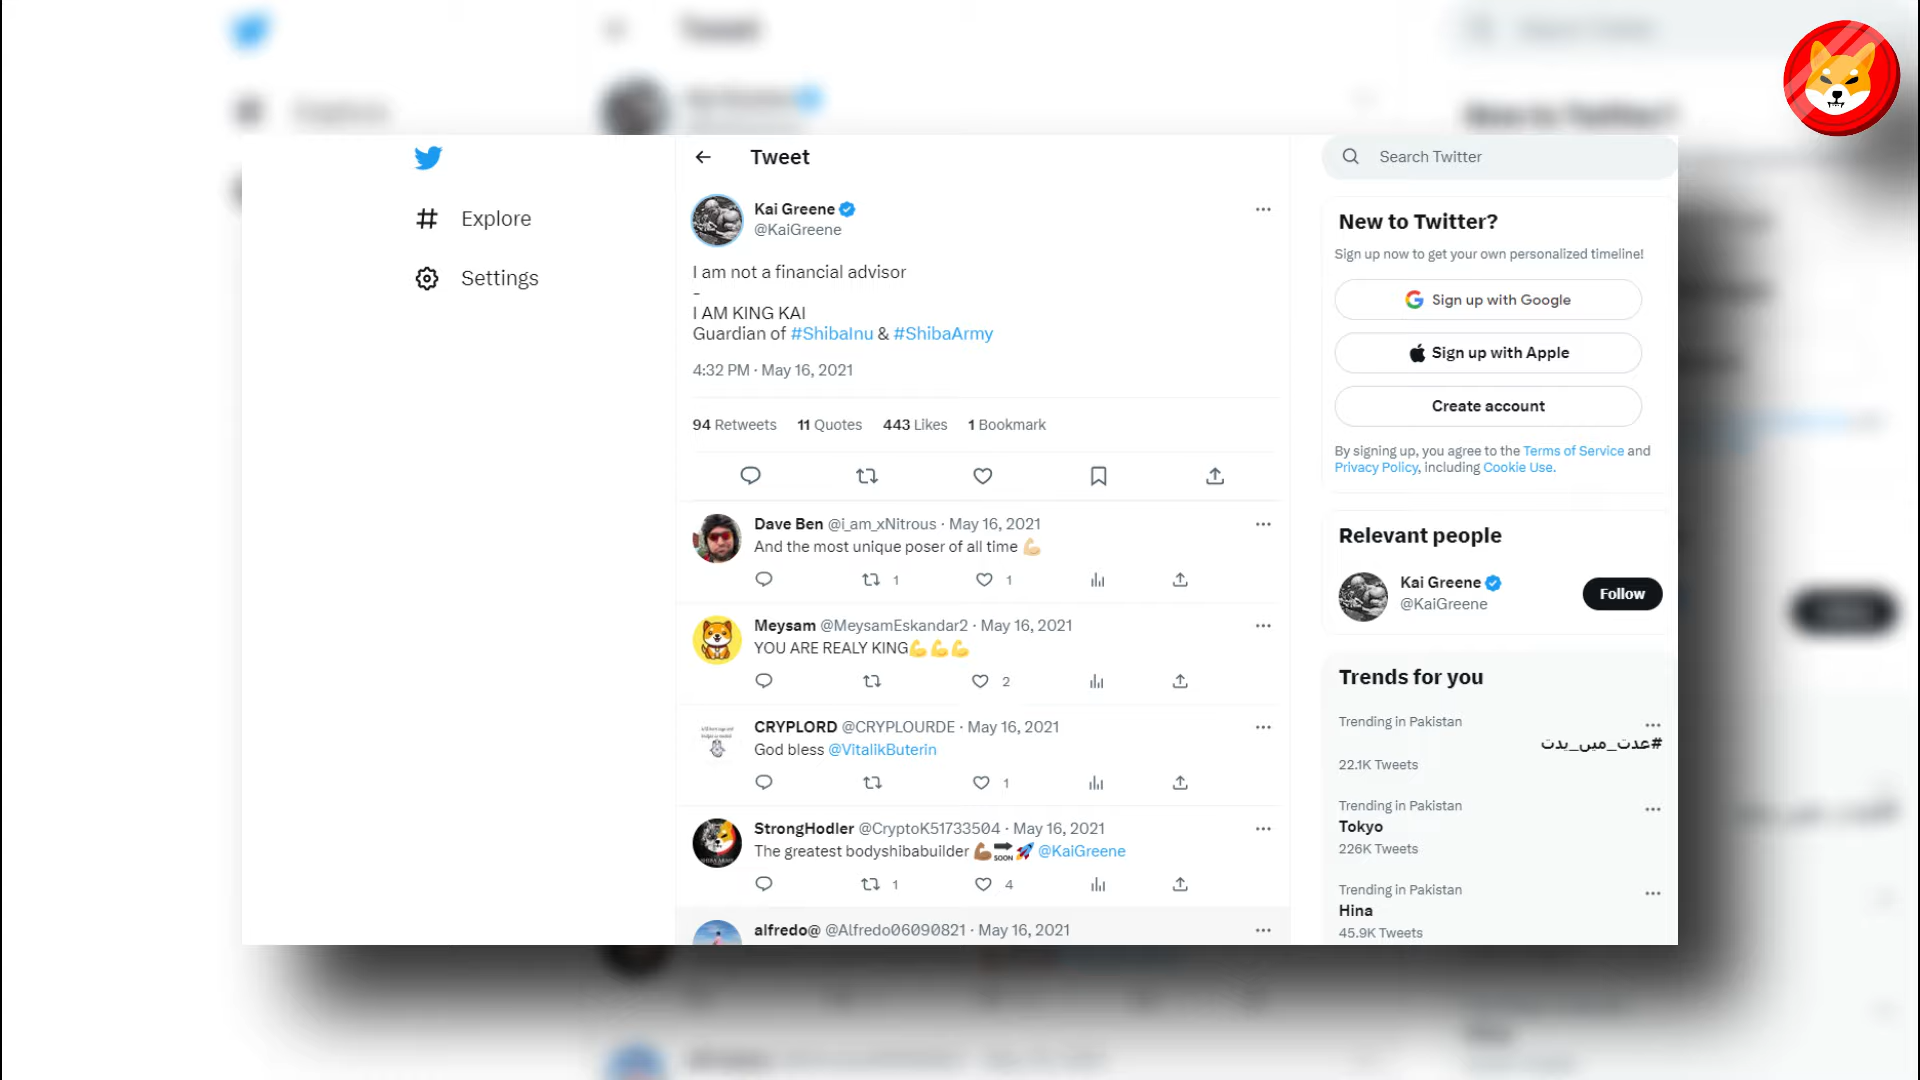 Tweet
Explore
Settings
Kai Greene
@KaiGreene
I am not a financial advisor
-
I AM KING KAI
Guardian of #ShibaInu & #ShibaArmy
4:32 PM · May 16, 2021
94 Retweets 11 Quotes 443 Likes 1 Bookmark
Dave Ben @i_am_xNitrous · May 16, 2021
And the most unique poser of all time 💪🏻
1 1
Meysam @MeysamEskandar2 · May 16, 2021
YOU ARE REALY KING💪💪💪
2
CRYPLORD @CRYPLOURDE · May 16, 2021
God bless @VitalikButerin
1
StrongHodler @CryptoK51733504 · May 16, 2021
The greatest bodyshibabuilder 💪🏾🔜🚀 @KaiGreene
1 4
alfredo@ @Alfredo06090821 · May 16, 2021
Search Twitter
New to Twitter?
Sign up now to get your own personalized timeline!
Sign up with Google
Sign up with Apple
Create account
By signing up, you agree to the Terms of Service and
Privacy Policy, including Cookie Use.
Relevant people
Kai Greene
@KaiGreene
Follow
Trends for you
Trending in Pakistan
#عدت_میں_یدت
22.1K Tweets
Trending in Pakistan
Tokyo
226K Tweets
Trending in Pakistan
Hina
45.9K Tweets